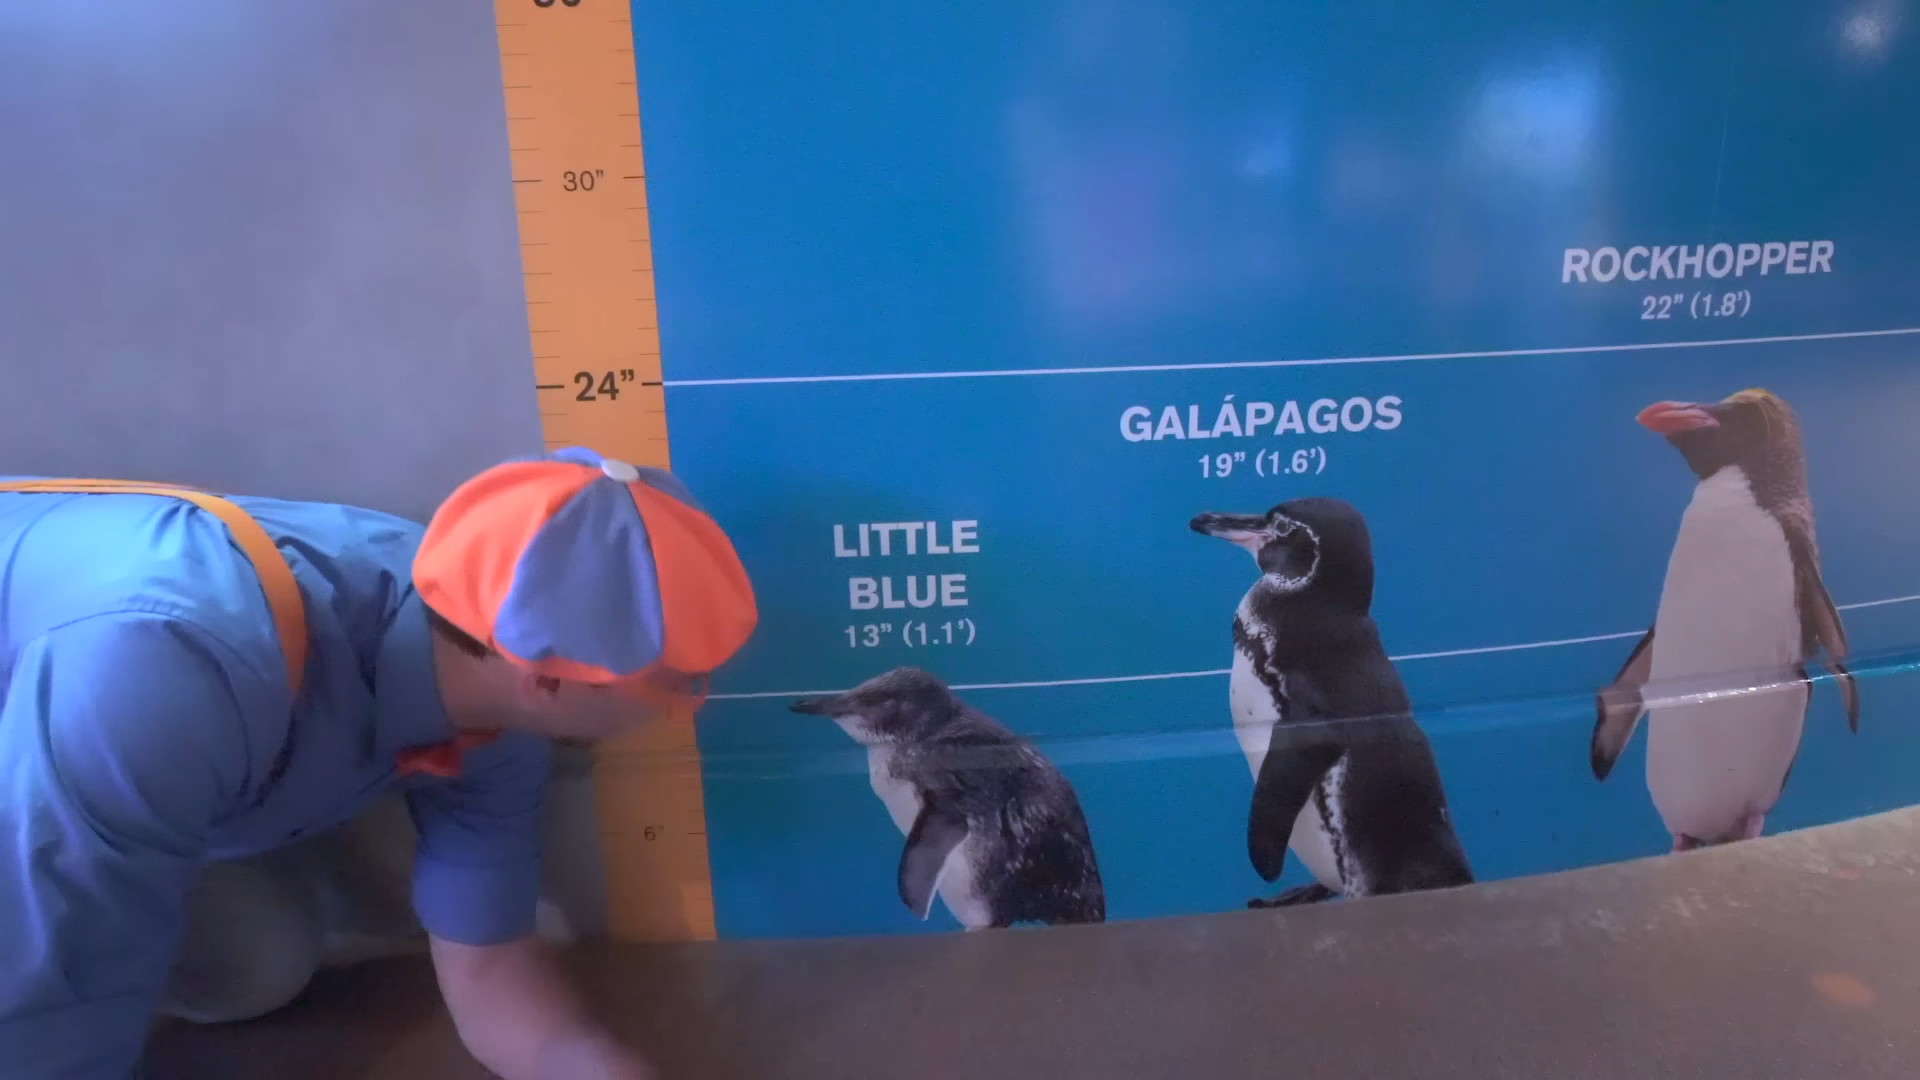 30”
24”
6”
LITTLE
BLUE
13” (1.1’)
GALÁPAGOS
19” (1.6’)
ROCKHOPPER
22” (1.8’)